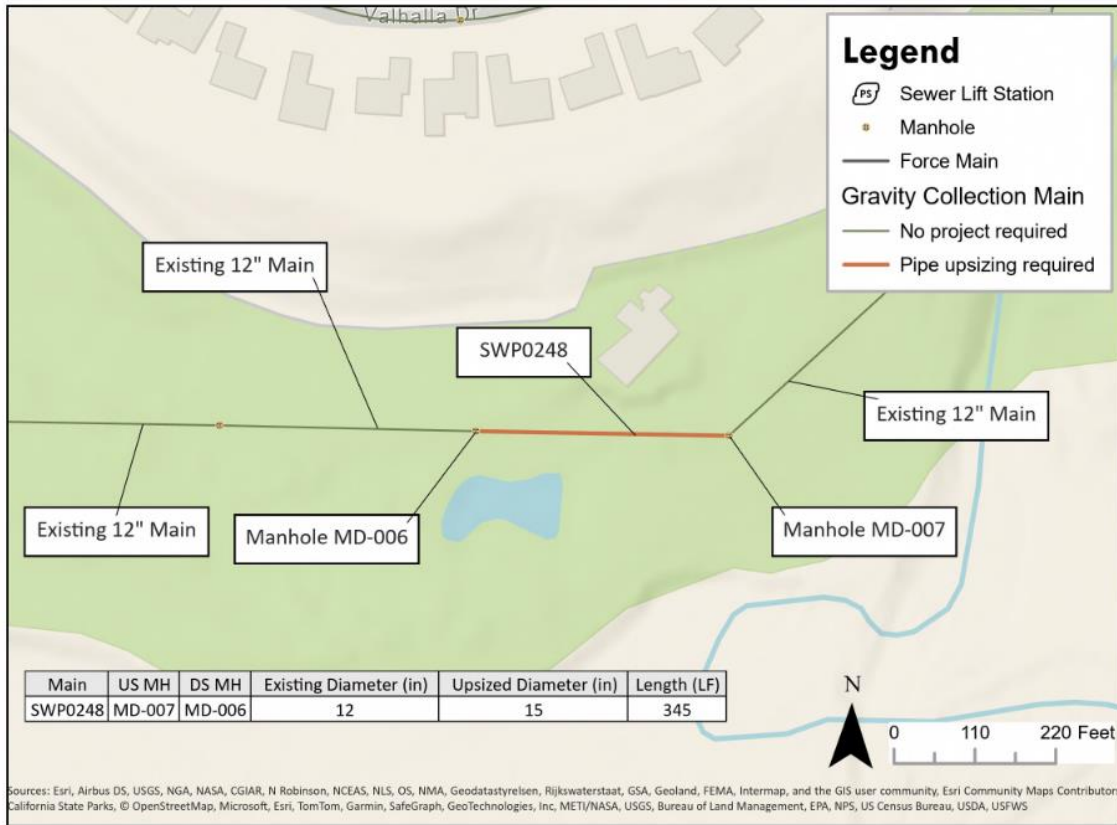 Valhalla Dr
Legend
PS Sewer Lift Station
Manhole
Force Main
Gravity Collection Main
No project required
Pipe upsizing required
Existing 12" Main
SWP0248
Existing 12" Main
Existing 12" Main
Manhole MD-006
Manhole MD-007
Main US MH DS MH Existing Diameter (in) Upsized Diameter (in) Length (LF)
SWP0248 MD-007 MD-006 12 15 345
N
0 110 220 Feet
Sources: Esri, Airbus DS, USGS, NGA, NASA, CGIAR, N Robinson, NCEAS, NLS, OS, NMA, Geodatastyrelsen, Rijkswaterstaat, GSA, Geoland, FEMA, Intermap, and the GIS user community, Esri Community Maps Contributors
California State Parks, © OpenStreetMap, Microsoft, Esri, TomTom, Garmin, SafeGraph, GeoTechnologies, Inc, METI/NASA, USGS, Bureau of Land Management, EPA, NPS, US Census Bureau, USDA, USFWS